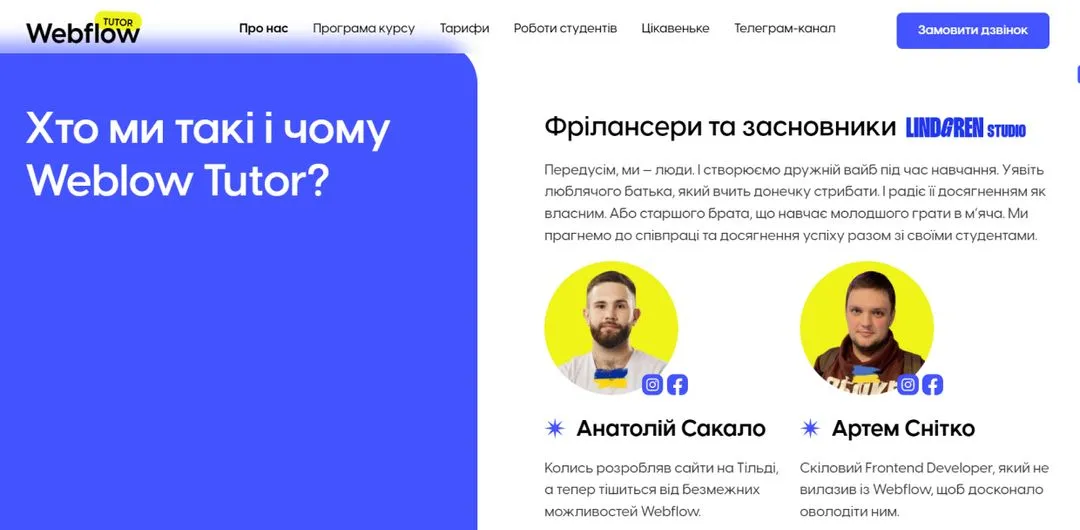 Webflow TUTOR
Про нас
Програма курсу
Тарифи
Роботи студентів
Цікавеньке
Телеграм-канал
Замовити дзвінок
Хто ми такі і чому
Weblow Tutor?
Фрілансери та засновники LINDGREN STUDIO
Передусім, ми — люди. І створюємо дружній вайб під час навчання. Уявіть
люблячого батька, який вчить донечку стрибати. І радіє її досягненням як
власним. Або старшого брата, що навчає молодшого грати в м’яча. Ми
прагнемо до співпраці та досягнення успіху разом зі своїми студентами.
Анатолій Сакало
Колись розробляв сайти на Тільді,
а тепер тішиться від безмежних
можливостей Webflow.
Артем Снітко
Скіловий Frontend Developer, який не
вилазив із Webflow, щоб досконало
оволодіти ним.